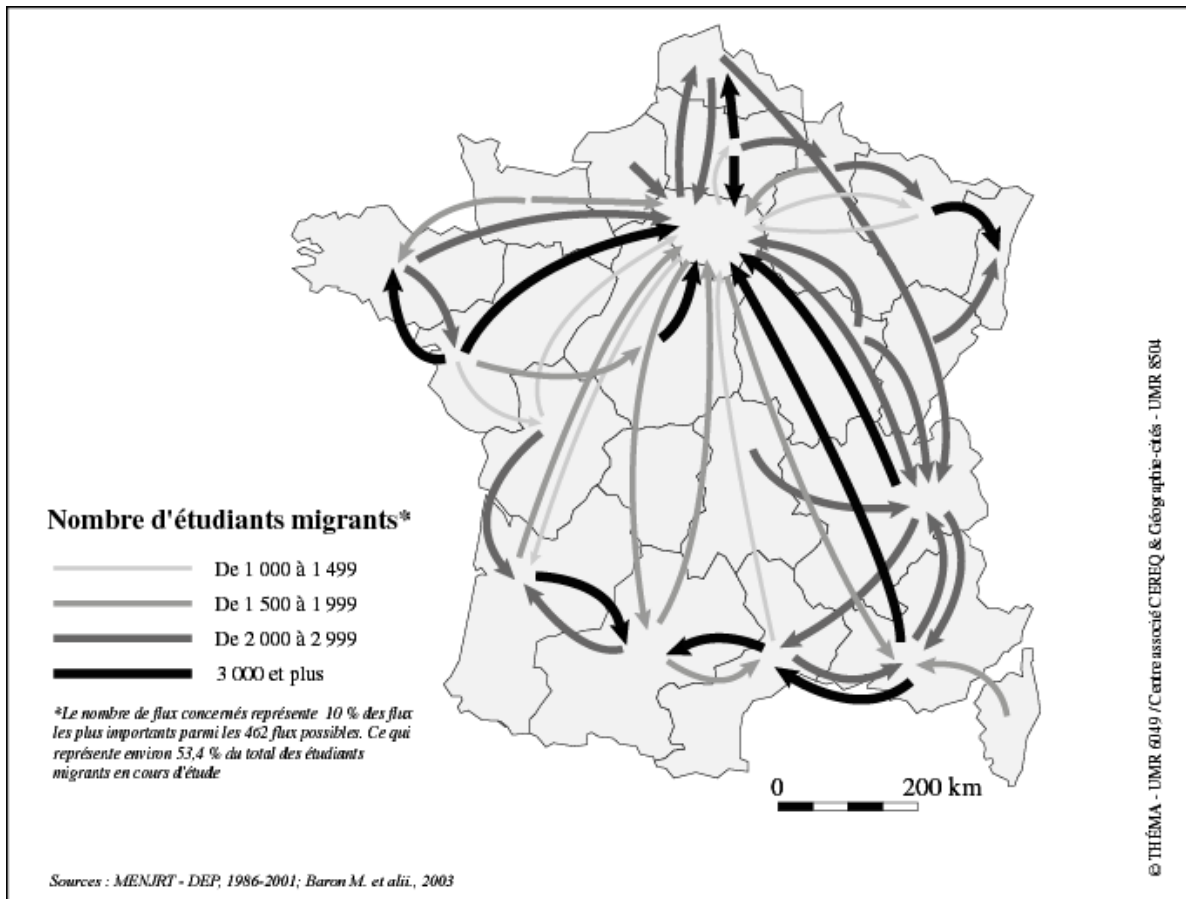 Nombre d'étudiants migrants*
De 1 000 à 1 499
De 1 500 à 1 999
De 2 000 à 2 999
3 000 et plus
*Le nombre de flux concernés représente 10 % des flux
les plus importants parmi les 462 flux possibles. Ce qui
représente environ 53,4 % du total des étudiants
migrants en cours d'étude
0 200 km
Sources : MENJRT - DEP, 1986-2001; Baron M. et alii., 2003
© THÉMA - UMR 6049 / Centre associé CEREQ & Géographie-cités - UMR 8504